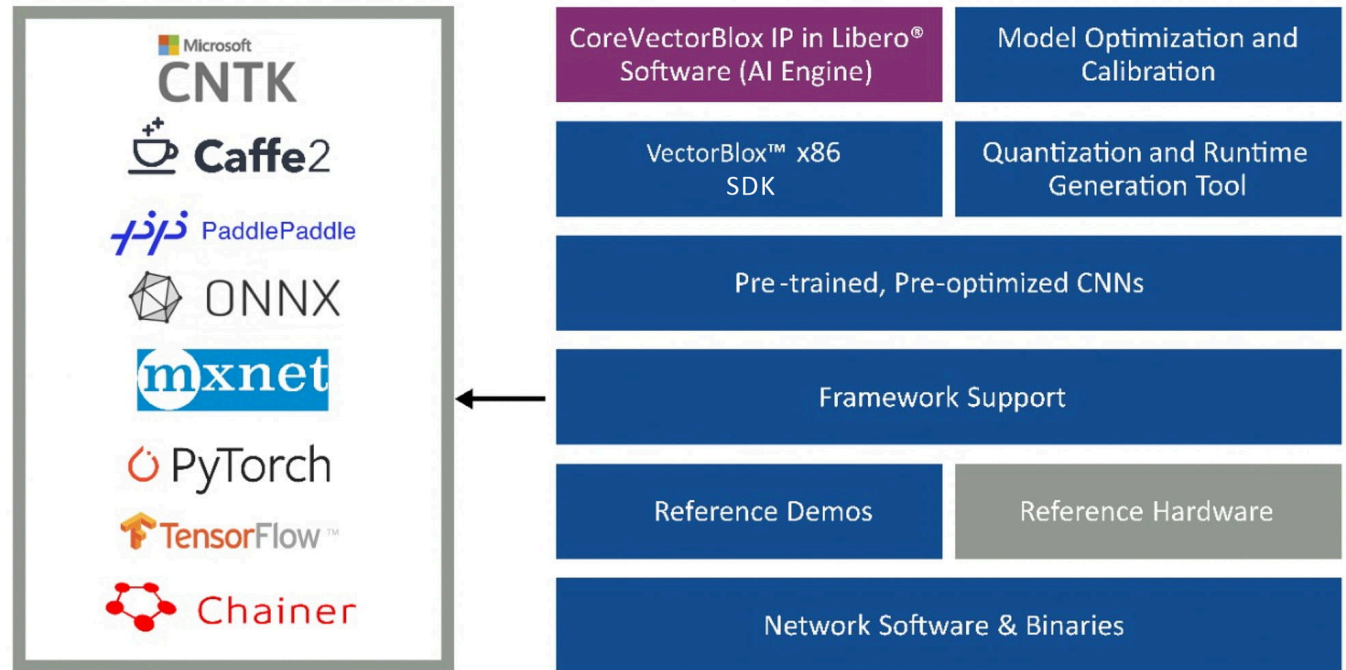 Microsoft
CNTK
Caffe2
PaddlePaddle
ONNX
mxnet
PyTorch
TensorFlow™
Chainer
CoreVectorBlox IP in Libero®
Software (AI Engine)
Model Optimization and
Calibration
VectorBlox™ x86
SDK
Quantization and Runtime
Generation Tool
Pre-trained, Pre-optimized CNNs
Framework Support
Reference Demos
Reference Hardware
Network Software & Binaries